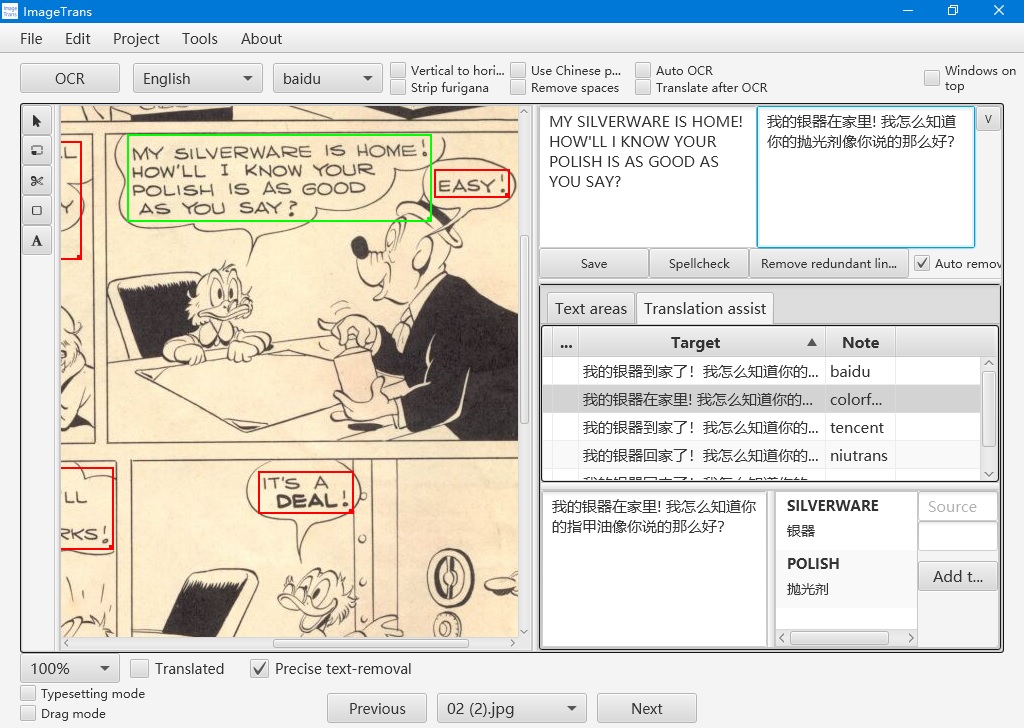 ImageTrans
File Edit Project Tools About
OCR English baidu
Vertical to hori... Use Chinese p... Auto OCR
Strip furigana Remove spaces Translate after OCR
Windows on top
MY SILVERWARE IS HOME!
HOW'LL I KNOW YOUR
POLISH IS AS GOOD
AS YOU SAY?
EASY!
IT'S A
DEAL!
LL
Y
LL
RKS!
MY SILVERWARE IS HOME!
HOW'LL I KNOW YOUR
POLISH IS AS GOOD AS
YOU SAY?
我的银器在家里! 我怎么知道
你的抛光剂像你说的那么好?
V
Save Spellcheck Remove redundant lin... Auto remov
Text areas Translation assist
... Target Note
我的银器到家了！我怎么知道你的... baidu
我的银器在家里! 我怎么知道你的... colorf...
我的银器到家了！我怎么知道你的... tencent
我的银器回家了！我怎么知道你的... niutrans
我的银器在家里! 我怎么知道你
的指甲油像你说的那么好?
SILVERWARE
银器
POLISH
抛光剂
Source
Add t...
100% Translated Precise text-removal
Typesetting mode
Drag mode
Previous 02 (2).jpg Next